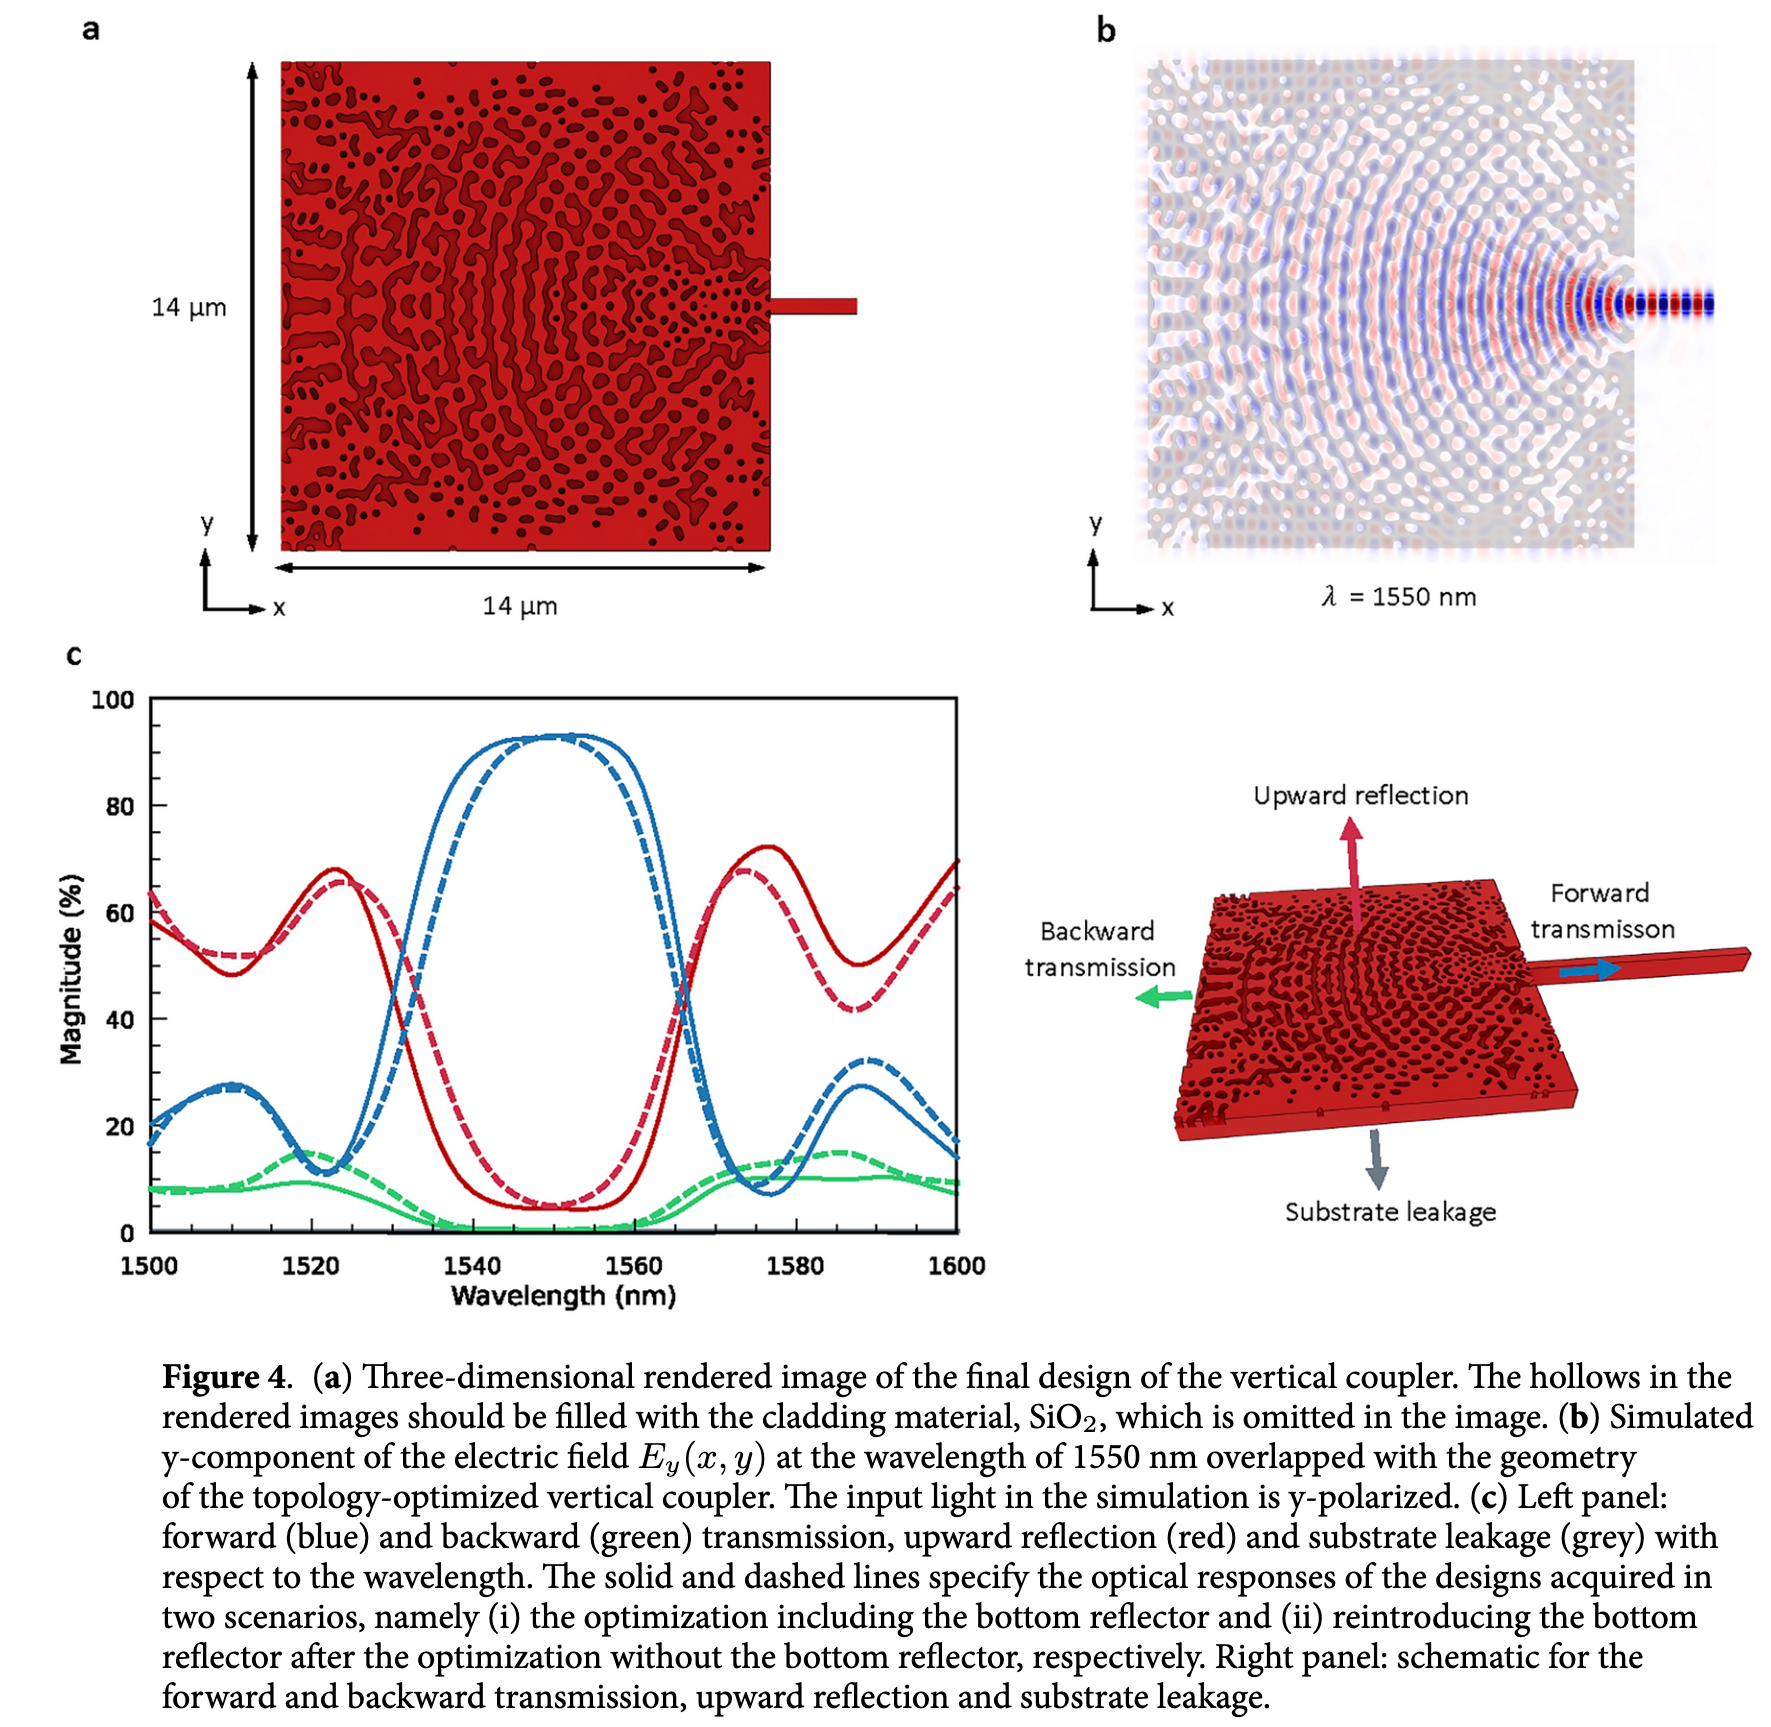 a
14 µm
y
x
14 µm
b
y
x
λ = 1550 nm
c
100
80
60
40
20
0
Magnitude (%)
1500 1520 1540 1560 1580 1600
Wavelength (nm)
Upward reflection
Forward
transmisson
Backward
transmission
Substrate leakage
Figure 4. (a) Three-dimensional rendered image of the final design of the vertical coupler. The hollows in the
rendered images should be filled with the cladding material, SiO₂, which is omitted in the image. (b) Simulated
y-component of the electric field E_y(x, y) at the wavelength of 1550 nm overlapped with the geometry
of the topology-optimized vertical coupler. The input light in the simulation is y-polarized. (c) Left panel:
forward (blue) and backward (green) transmission, upward reflection (red) and substrate leakage (grey) with
respect to the wavelength. The solid and dashed lines specify the optical responses of the designs acquired in
two scenarios, namely (i) the optimization including the bottom reflector and (ii) reintroducing the bottom
reflector after the optimization without the bottom reflector, respectively. Right panel: schematic for the
forward and backward transmission, upward reflection and substrate leakage.